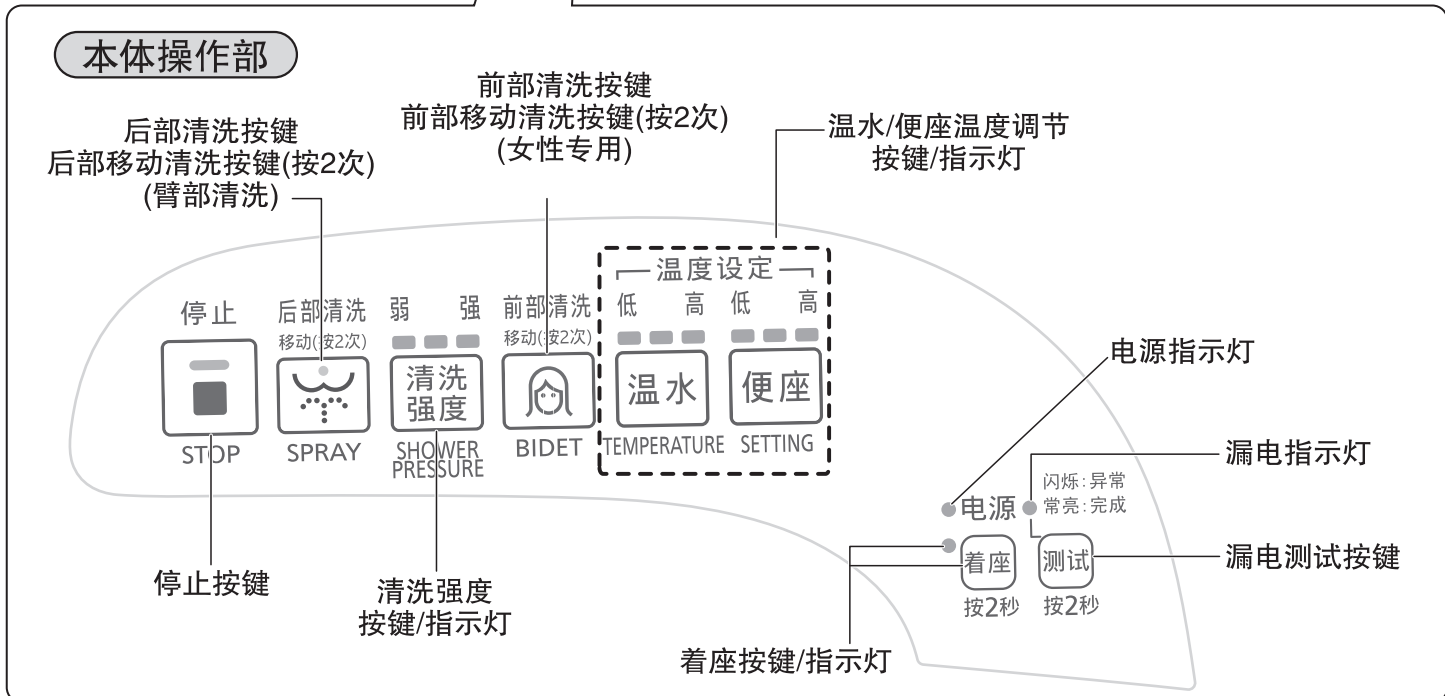 本体操作部
后部清洗按键
后部移动清洗按键(按2次)
(臂部清洗)
前部清洗按键
前部移动清洗按键(按2次)
(女性专用)
温水/便座温度调节
按键/指示灯
温度设定
停止
后部清洗
移动(按2次)
弱 强
前部清洗
移动(按2次)
低 高
低 高
清洗
强度
温水
便座
STOP
SPRAY
SHOWER
PRESSURE
BIDET
TEMPERATURE
SETTING
电源指示灯
漏电指示灯
闪烁:异常
常亮:完成
电源
着座
测试
按2秒
按2秒
漏电测试按键
停止按键
清洗强度
按键/指示灯
着座按键/指示灯